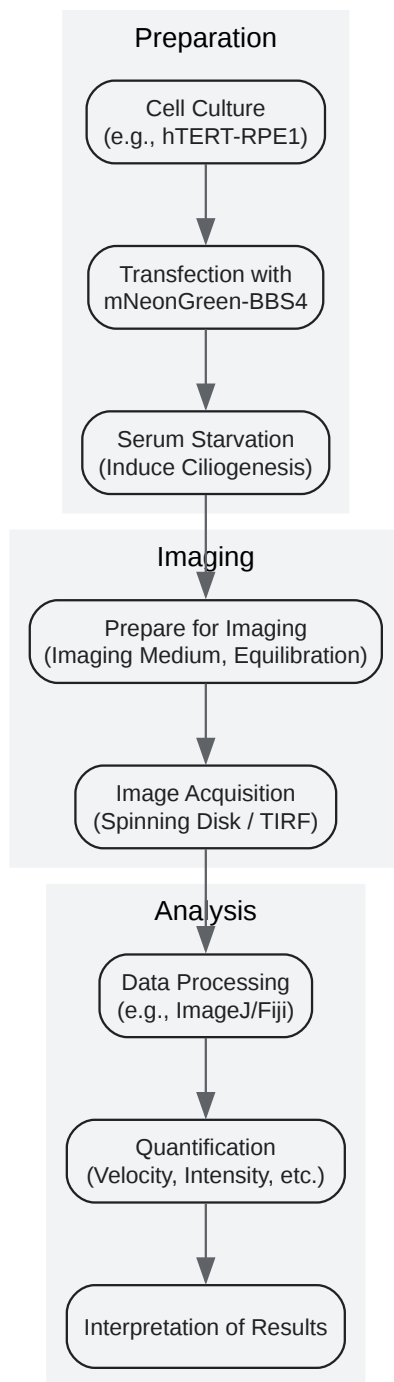 Preparation
Cell Culture
(e.g., hTERT-RPE1)
Transfection with
mNeonGreen-BBS4
Serum Starvation
(Induce Ciliogenesis)
Imaging
Prepare for Imaging
(Imaging Medium, Equilibration)
Image Acquisition
(Spinning Disk / TIRF)
Analysis
Data Processing
(e.g., ImageJ/Fiji)
Quantification
(Velocity, Intensity, etc.)
Interpretation of Results